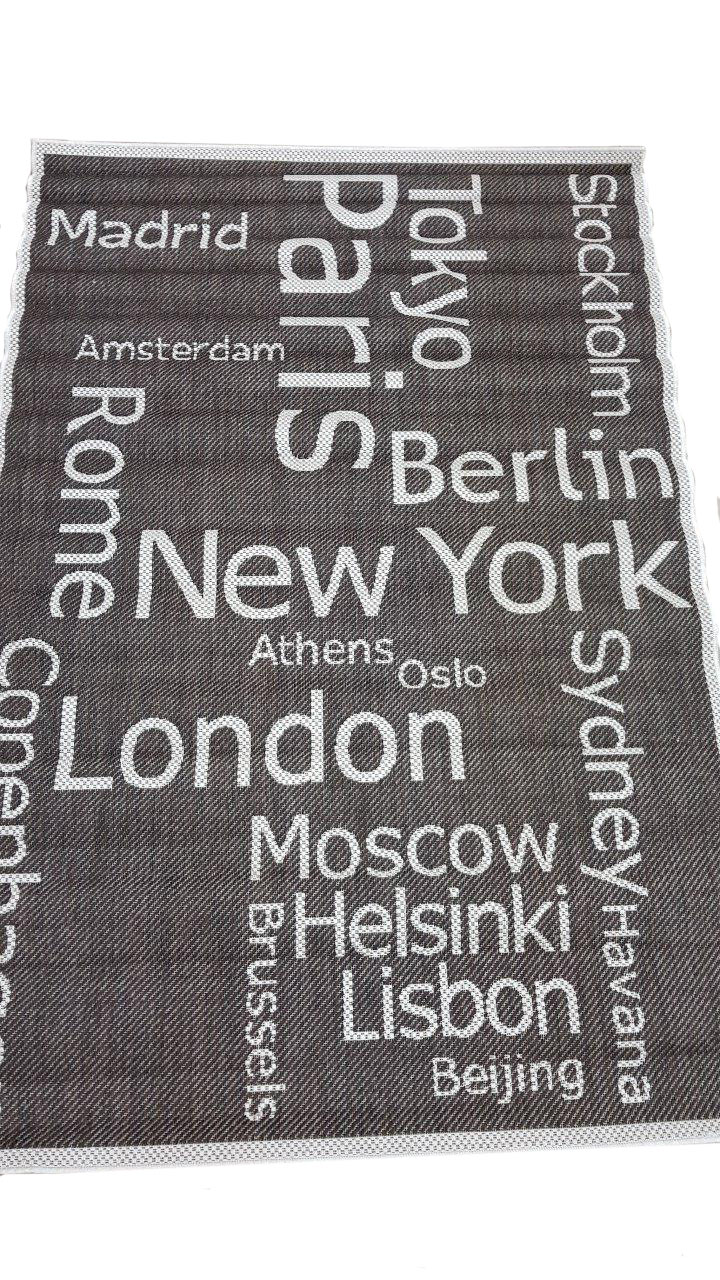 Madrid
Paris
Tokyo
Stockholm
Amsterdam
Rome
Berlin
New York
Athens
Oslo
Sydney
Copenhagen
London
Moscow
Helsinki
Brussels
Havana
Lisbon
Beijing